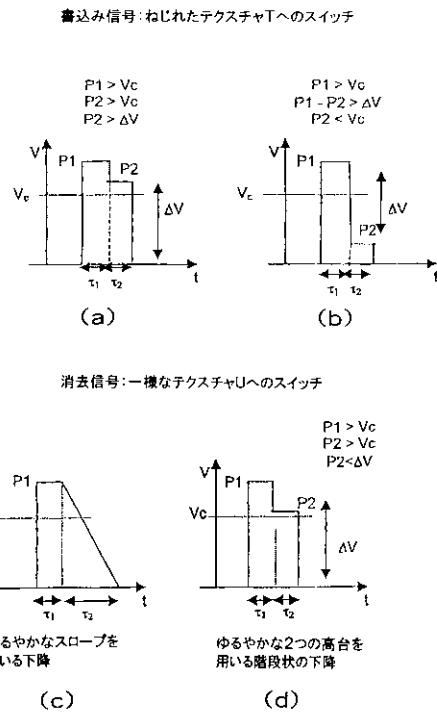 書込み信号:ねじれたテクスチャTへのスイッチ
P1 > Vc
P2 > Vc
P2 > ΔV
V
P1
P2
Vc
ΔV
t
τ1
τ2
(a)
P1 > Vc
P1 - P2 > ΔV
P2 < Vc
V
P1
Vc
ΔV
P2
t
τ1
τ2
(b)
消去信号:一様なテクスチャUへのスイッチ
P1
t
τ1
τ2
るやかなスロープを
いる下降
(c)
P1 > Vc
P2 > Vc
P2<ΔV
V
P1
P2
Vc
ΔV
t
τ1
τ2
ゆるやかな2つの高台を
用いる階段状の下降
(d)